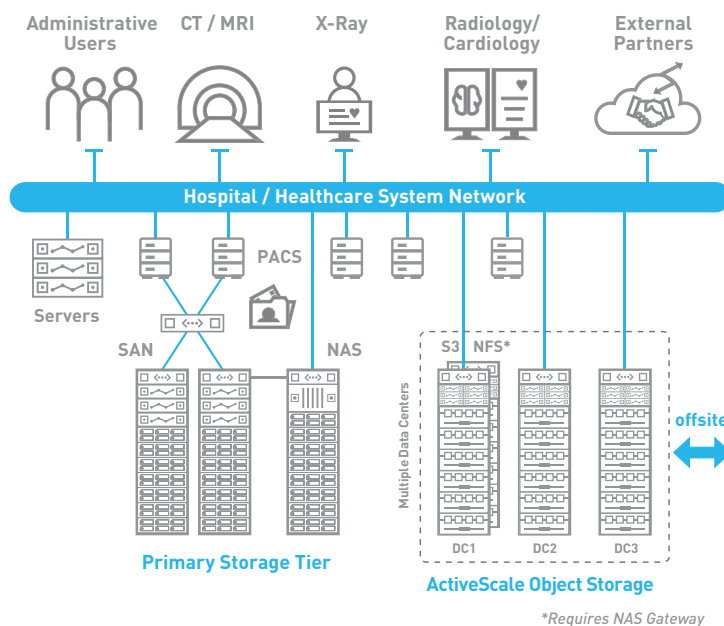 Administrative
Users
CT / MRI
X-Ray
Radiology/
Cardiology
External
Partners
Hospital / Healthcare System Network
PACS
Servers
SAN
NAS
S3
NFS*
Multiple Data Centers
offsite
DC1
DC2
DC3
Primary Storage Tier
ActiveScale Object Storage
*Requires NAS Gateway